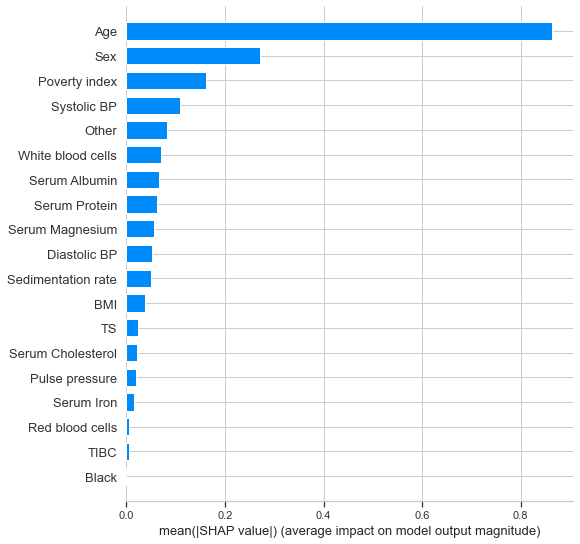 Age
Sex
Poverty index
Systolic BP
Other
White blood cells
Serum Albumin
Serum Protein
Serum Magnesium
Diastolic BP
Sedimentation rate
BMI
TS
Serum Cholesterol
Pulse pressure
Serum Iron
Red blood cells
TIBC
Black
0.0 0.2 0.4 0.6 0.8
mean(|SHAP value|) (average impact on model output magnitude)